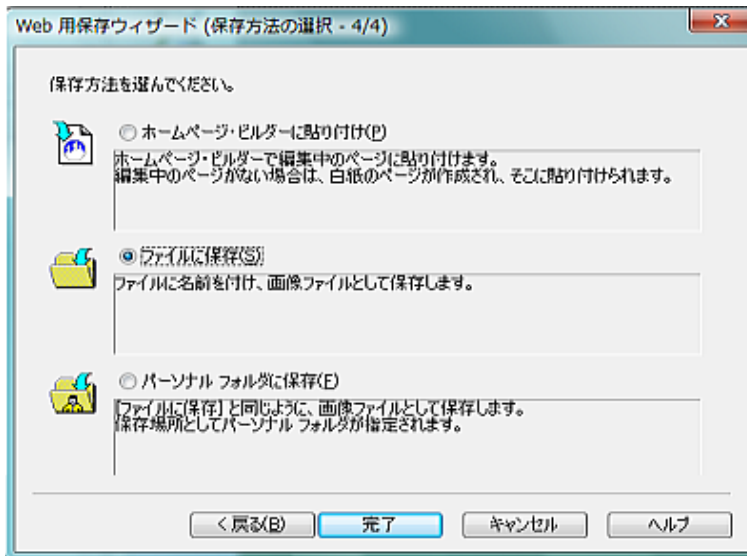 Web 用保存ウィザード (保存方法の選択 - 4/4)
保存方法を選んでください。
ホームページ・ビルダーに貼り付け(P)
ホームページ・ビルダーで編集中のページに貼り付けます。
編集中のページがない場合は、白紙のページが作成され、そこに貼り付けられます。
ファイルに保存(S)
ファイルに名前を付け、画像ファイルとして保存します。
パーソナル フォルダに保存(F)
[ファイルに保存] と同じように、画像ファイルとして保存します。
保存場所としてパーソナル フォルダが指定されます。
< 戻る(B) 完了 キャンセル ヘルプ